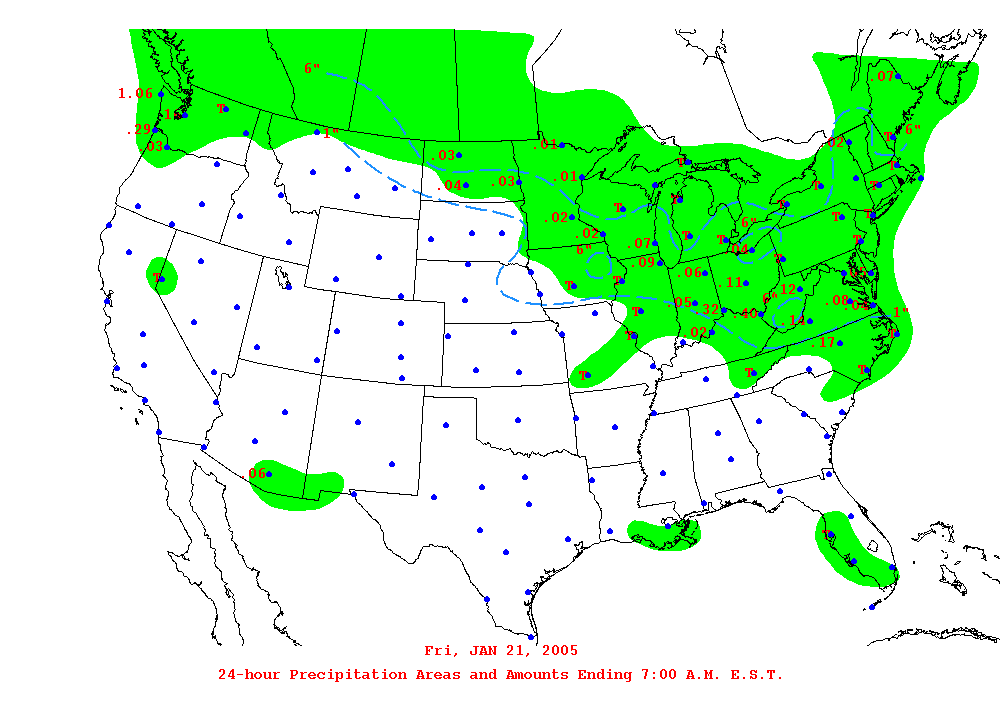 6"
.07
1.06
T
.29
1"
T
6"
.03
.01
.02
.03
T
.04
.03
.01
T
T
T
.02
T
T
.02
6"
.07
T
T
.04
T
6"
.09
T
T
T
.06
.11
.12
6"
.05
.32
.40
.14
.08
1"
T
T
.02
.17
T
T
T
T
.06
T
Fri, JAN 21, 2005
24-hour Precipitation Areas and Amounts Ending 7:00 A.M. E.S.T.